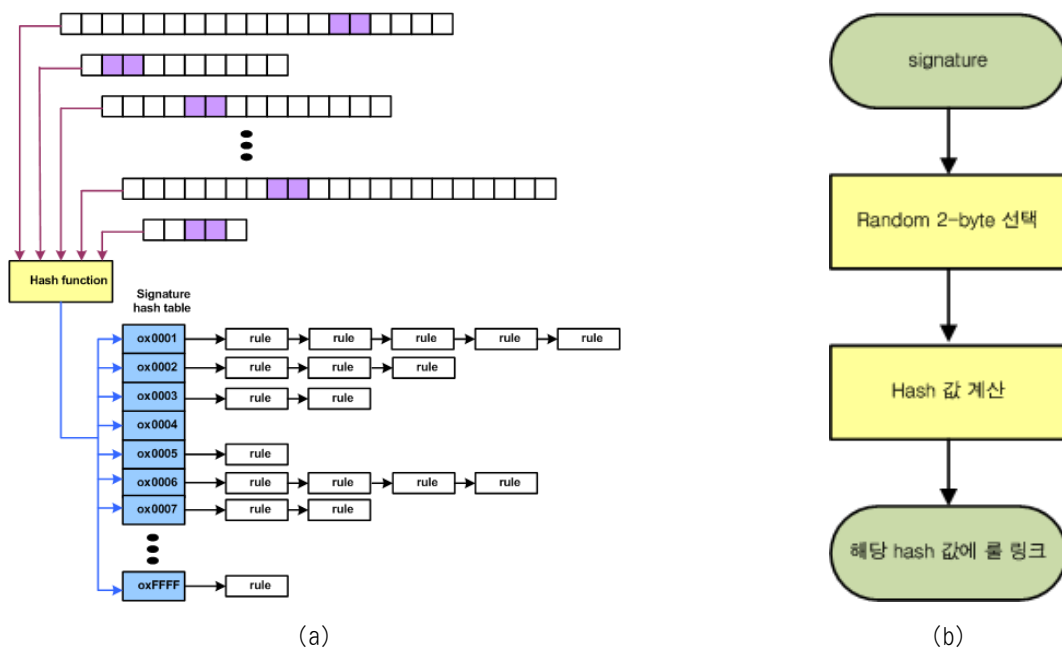 Hash function
Signature
hash table
ox0001 rule rule rule rule rule
ox0002 rule rule rule
ox0003 rule rule
ox0004
ox0005 rule
ox0006 rule rule rule rule
ox0007 rule rule
oxFFFF rule
(a)
signature
Random 2-byte 선택
Hash 값 계산
해당 hash 값에 룰 링크
(b)